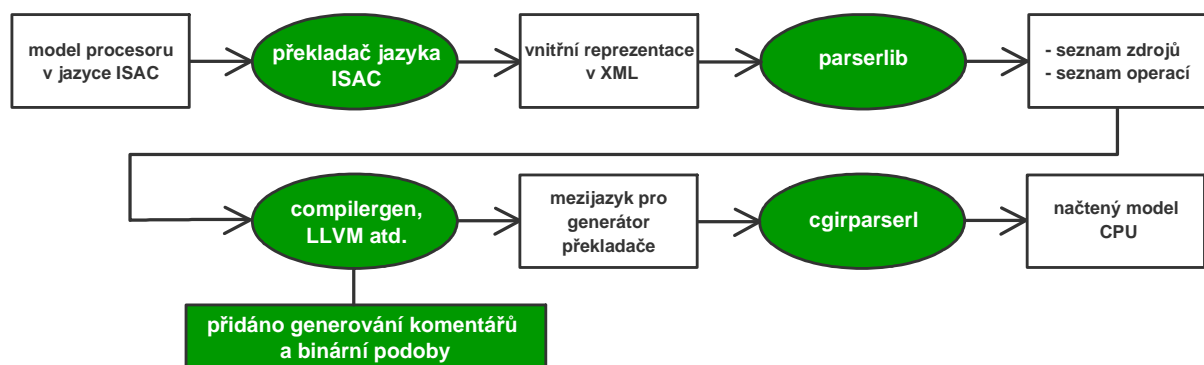 model procesoru
v jazyce ISAC
překladač jazyka
ISAC
vnitřní reprezentace
v XML
parserlib
- seznam zdrojů
- seznam operací
compilergen,
LLVM atd.
mezijazyk pro
generátor
překladače
cgirparserl
načtený model
CPU
přidáno generování komentářů
a binární podoby